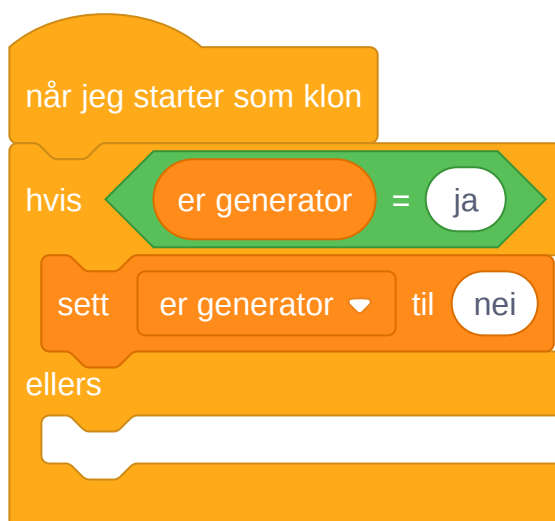 når jeg starter som klon
hvis er generator = ja
sett er generator til nei
ellers